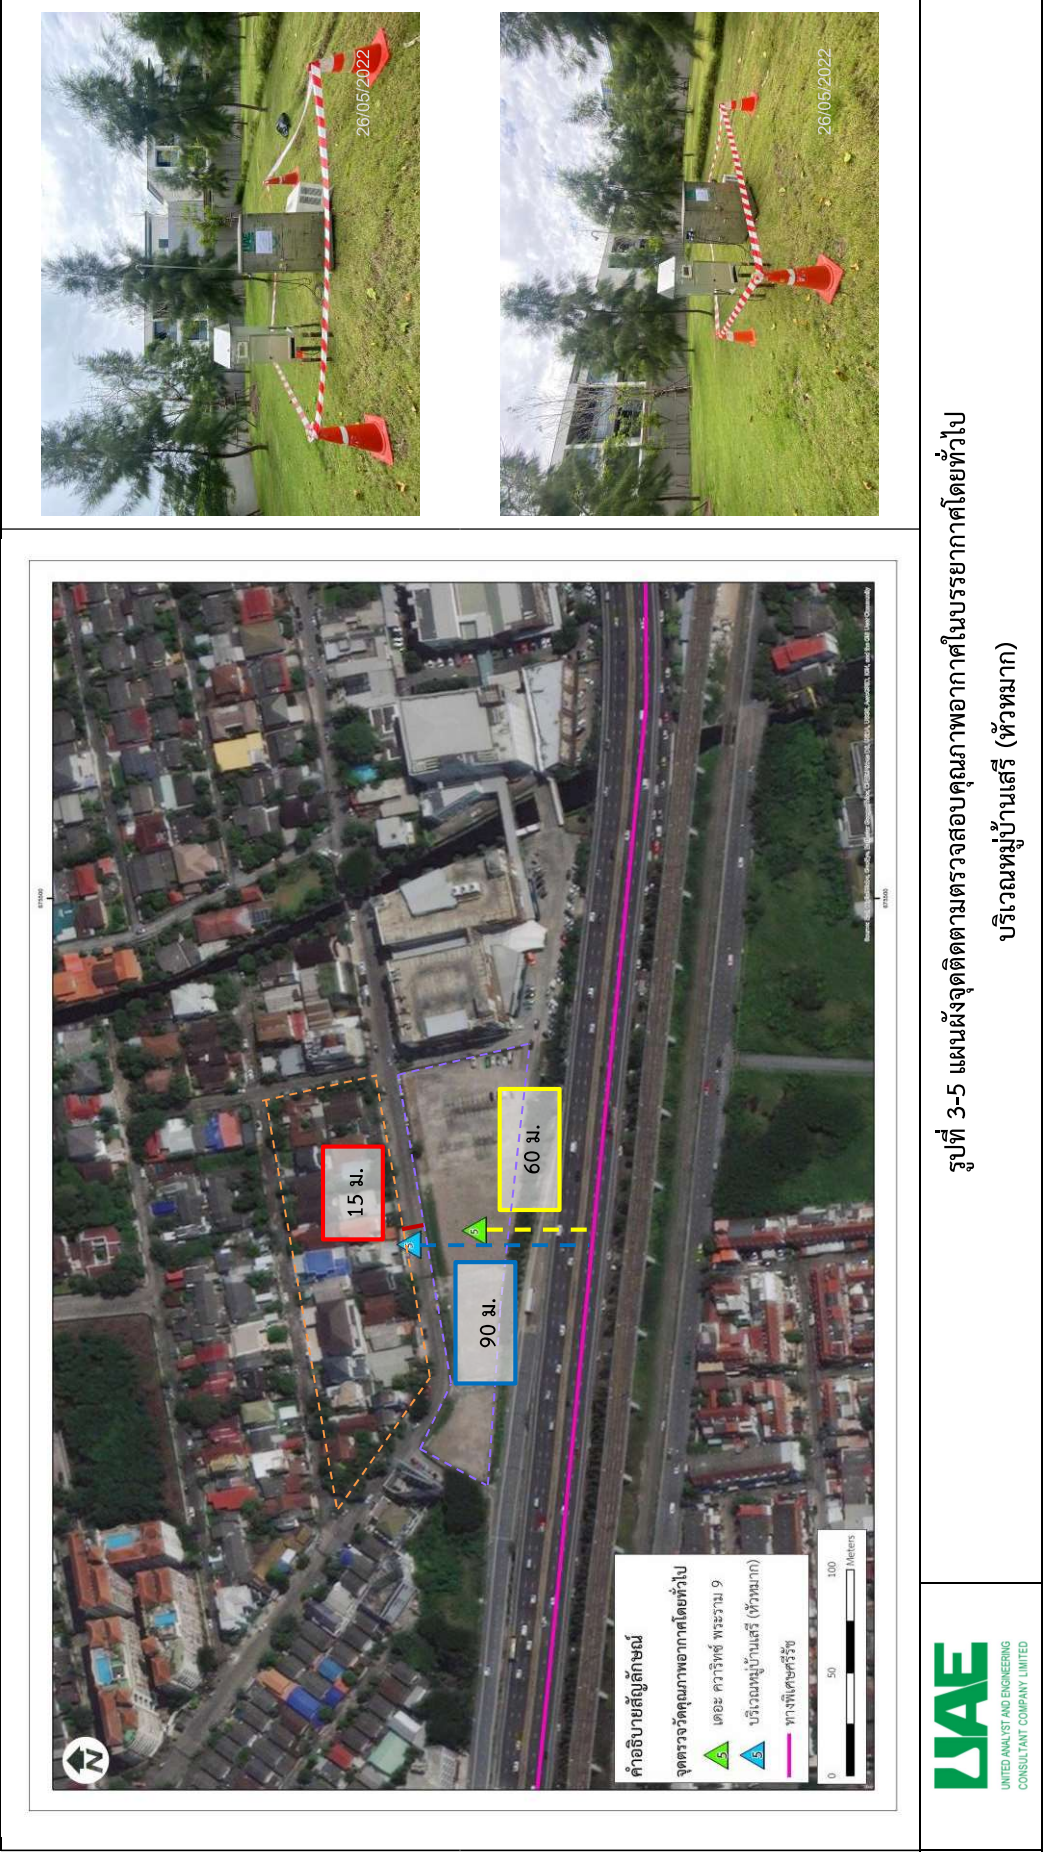 26/05/2022
26/05/2022
675500
15 ม.
60 ม.
90 ม.
5
5
675500
N
คำอธิบายสัญลักษณ์
จุดตรวจวัดคุณภาพอากาศโดยทั่วไป
5 เดอะ ศวาริทธ์ พระราม 9
5 บริเวณหมู่บ้านเสรี (หัวหมาก)
ทางพิเศษศรีรัช
0 50 100
Meters
รูปที่ 3-5 แผนผังจุดติดตามตรวจสอบคุณภาพอากาศในบรรยากาศโดยทั่วไป
บริเวณหมู่บ้านเสรี (หัวหมาก)
UAE
UNITED ANALYST AND ENGINEERING
CONSULTANT COMPANY LIMITED